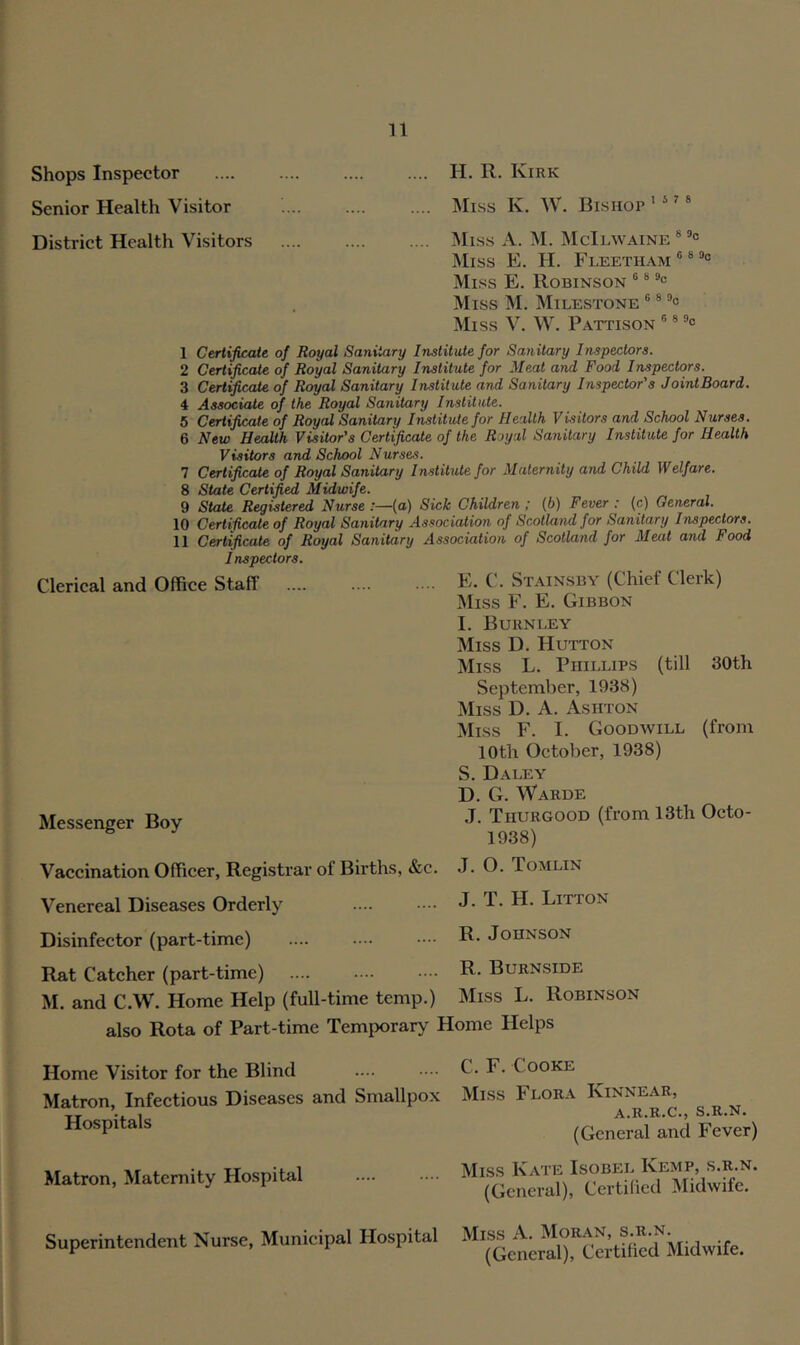 11
Shops Inspector .... .... .... .... H. R. Kirk
Senior Health Visitor .... .... .... Miss K. W. Bishop 1 5 7 8
District Health Visitors .... .... .... Miss A. M. McIlwaine 8 9c
Miss E. H. Fleetham 6 8 9c
Miss E. Robinson 6 8 9c
Miss M. Milestone 6 8 9c
Miss V. W. Pattison 6 8 9c
1 Certificate of Royal Sanitary Institute for Sanitary Inspectors.
2 Certificate of Royal Sanitary Institute for Meat and Food Inspectors.
3 Certificate of Royal Sanitary Institute and Sanitary Inspector's JointBoard.
4 Associate of the Royal Sanitary Institute.
5 Certificate of Royal Sanitary Institute for Health Visitors and School Nurses.
6 New Health Visitor's Certificate of the Royal Sanitary Institute for Health
Visitors and School Nurses.
7 Certificate of Royal Sanitary Institute for Maternity and Child Welfare.
8 State Certified Midwife.
9 State Registered Nurse :—(a) Sick Children ; (b) Fever : (c) General.
10 Certificate of Royal Sanitary Association of Scotland for Sanitary Inspectors.
11 Certificate of Royal Sanitary Association of Scotland for Meat and Food
Inspectors.
Clerical and Office Staff .... .... .... E. C. Stainsby (Chief Clerk)
Miss F. E. Gibbon
I. Burnley
Miss D. Hutton
Miss L. Phillips (till 30th
September, 1938)
Miss D. A. Ashton
Miss F. I. Goodwill (from
10th October, 1938)
S. Daley
D. G. Warde
Messenger Boy J. Thurgood (from 13th Octo-
1938)
Vaccination Officer, Registrar of Births, &c. J. O. Tomlin
Venereal Diseases Orderly .... .... J. T. H. Litton
Disinfector (part-time) .... .... .... R. Johnson
Rat Catcher (part-time) .... .... .... R. Burnside
M. and C.W. Home Help (full-time temp.) Miss L. Robinson
also Rota of Part-time Temporary Home Helps
Home Visitor for the Blind .... .... C. F. Cooke
Matron, Infectious Diseases and Smallpox Miss Flora Kinnear,
Hospitals A.R.R.C., S.R.N.
(General and Fever)
Matron, Maternity Hospital .... .... Miss Kate Isobel Kemp, S.R.N.
(General), Certified Midwife.
Superintendent Nurse, Municipal Hospital Miss A. Moran, S.R.N.
(General), Certified Midwife.